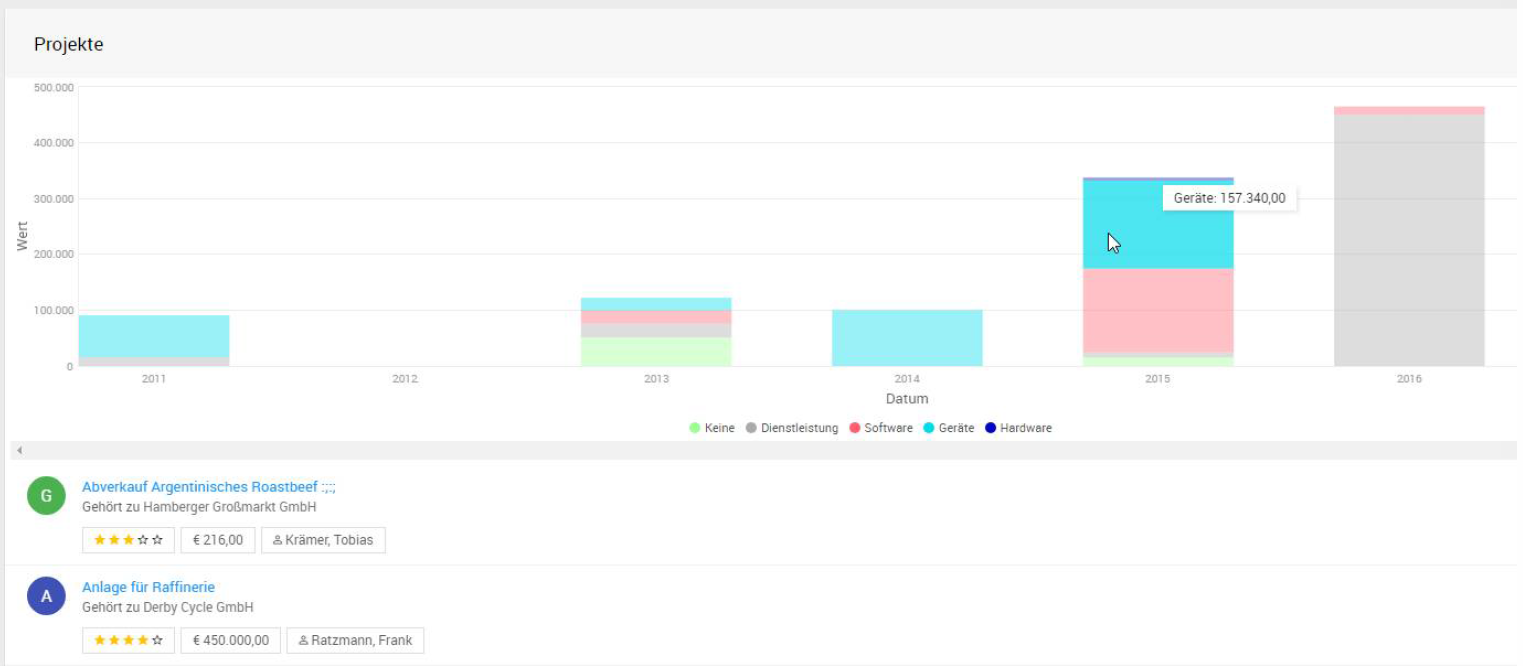 Projekte
500.000
400.000
300.000
200.000
100.000
0
Wert
Geräte: 157.340,00
2011 2012 2013 2014 2015 2016
Datum
Keine Dienstleistung Software Geräte Hardware
G
Abverkauf Argentinisches Roastbeef :;;;
Gehört zu Hamberger Großmarkt GmbH
€ 216,00 Krämer, Tobias
A
Anlage für Raffinerie
Gehört zu Derby Cycle GmbH
€ 450.000,00 Ratzmann, Frank